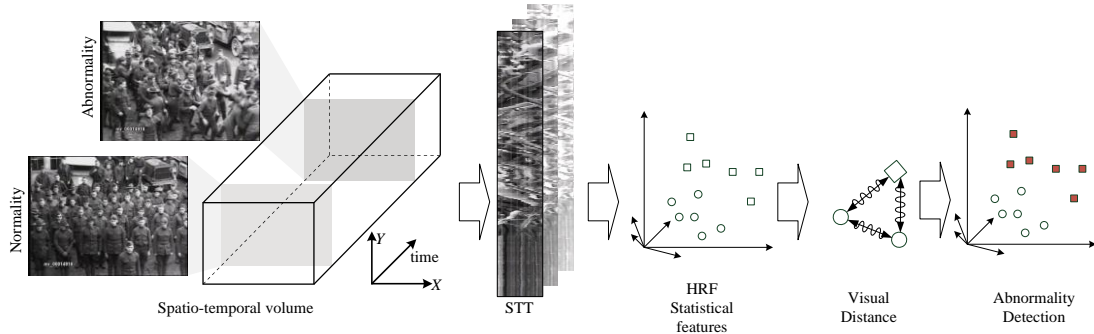 Abnormality
Normality
Y
time
X
Spatio-temporal volume
STT
HRF
Statistical
features
Visual
Distance
Abnormality
Detection